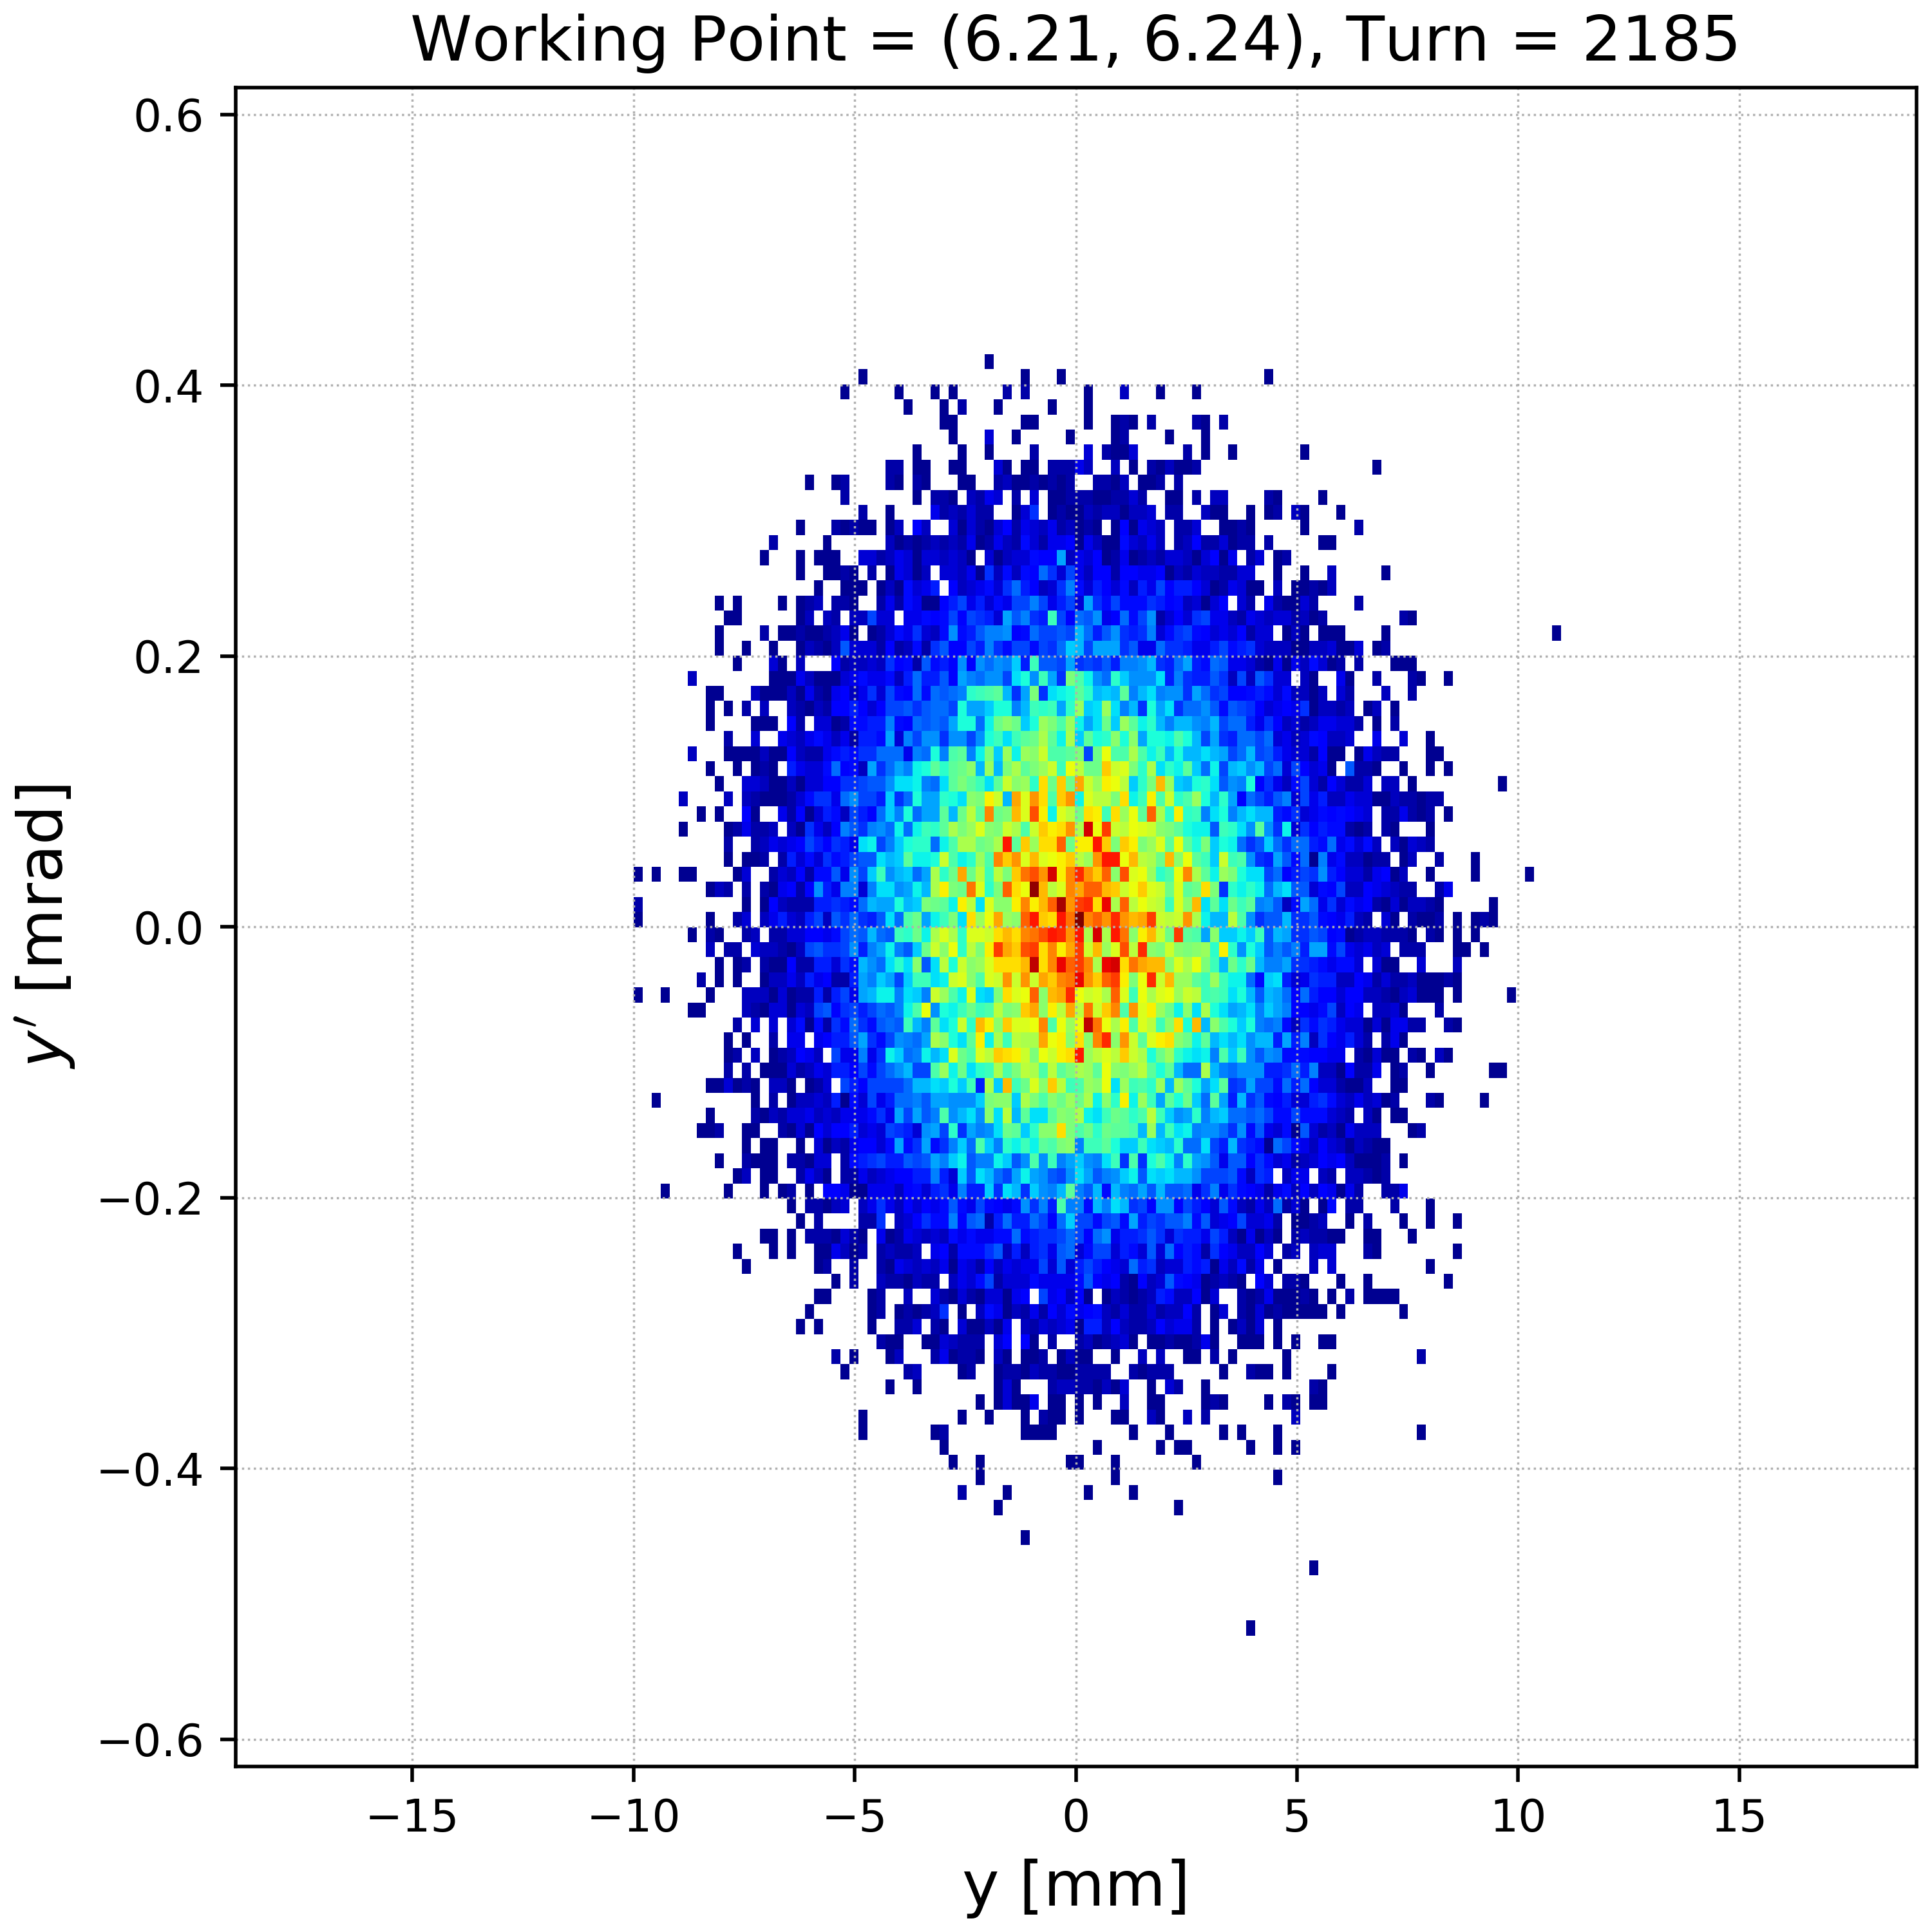 Working Point = (6.21, 6.24), Turn = 2185
0.6
0.4
0.2
0.0
−0.2
−0.4
−0.6
y′ [mrad]
−15 −10 −5 0 5 10 15
y [mm]